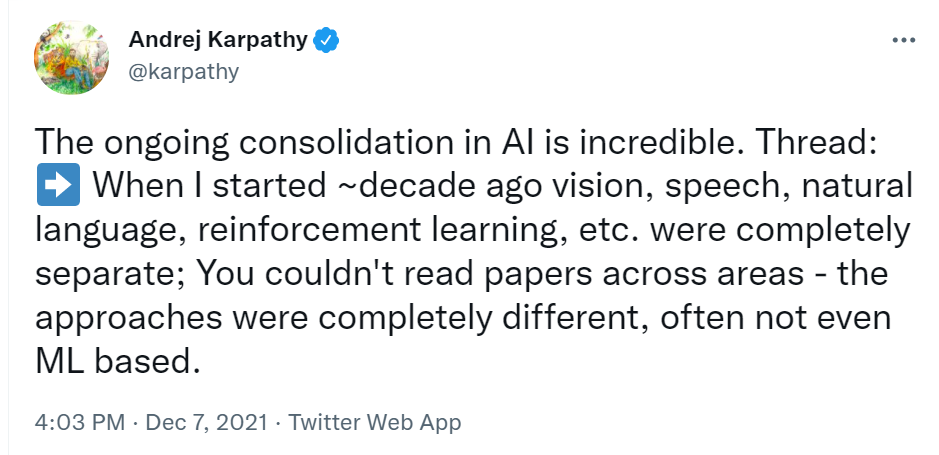 Andrej Karpathy
@karpathy
The ongoing consolidation in AI is incredible. Thread:
➡️ When I started ~decade ago vision, speech, natural
language, reinforcement learning, etc. were completely
separate; You couldn't read papers across areas - the
approaches were completely different, often not even
ML based.
4:03 PM · Dec 7, 2021 · Twitter Web App